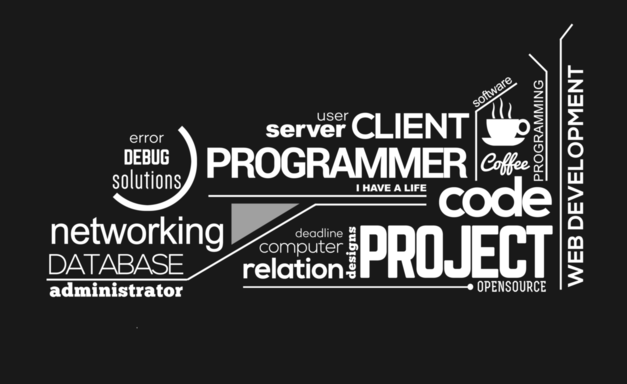 error
DEBUG
solutions
user
server CLIENT
PROGRAMMER
I HAVE A LIFE
software
Coffee
PROGRAMMING
WEB DEVELOPMENT
code
networking
DATABASE
administrator
deadline
computer
relation
designs
PROJECT
OPENSOURCE